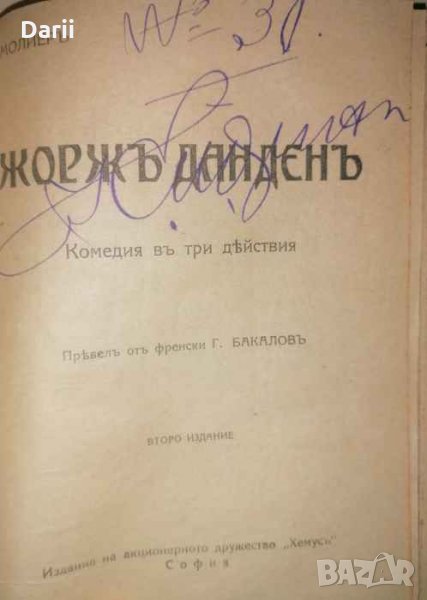 Darii
МОЛИЕРЪ
№ 31.
ЖОРЖЪ ДАНДЕНЪ
Комедия въ три дѣйствия
Прѣвелъ отъ френски Г. БАКАЛОВЪ
ВТОРО ИЗДАНИЕ
Издание на акционерното дружество „Хемусъ“
София
BAZAR